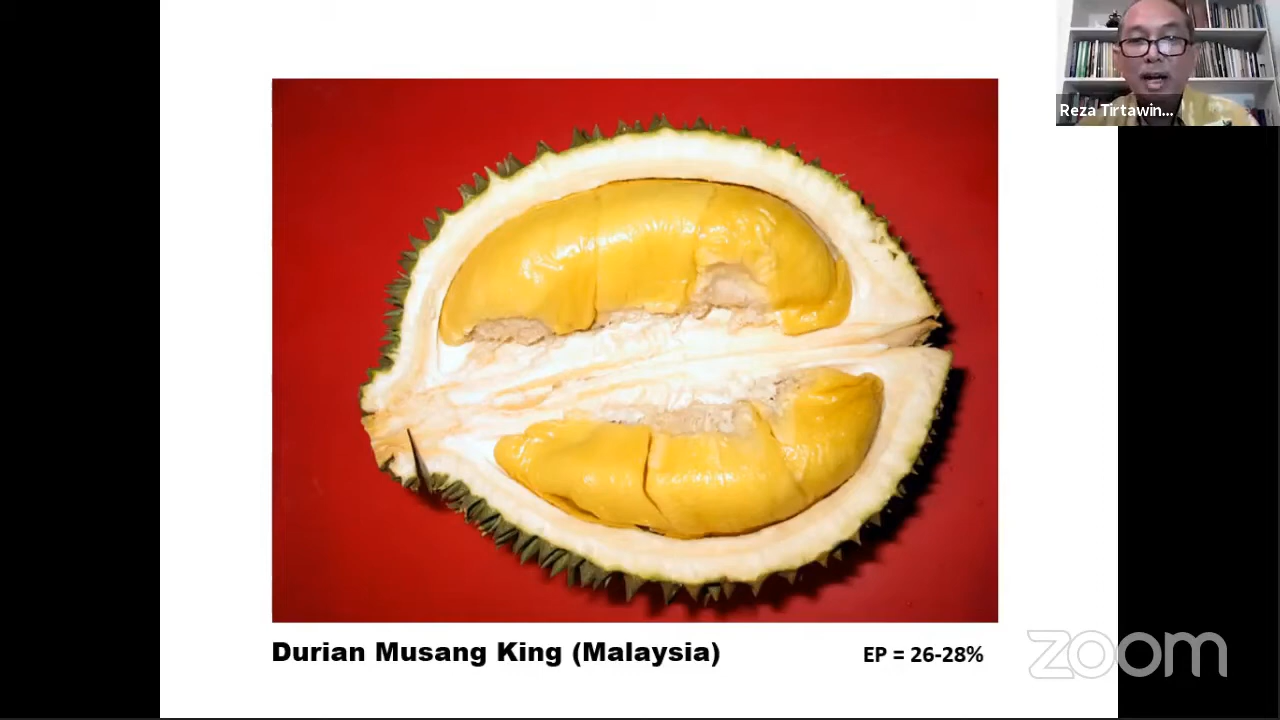 Reza Tirtawin...
Durian Musang King (Malaysia)
EP = 26-28%
zoom